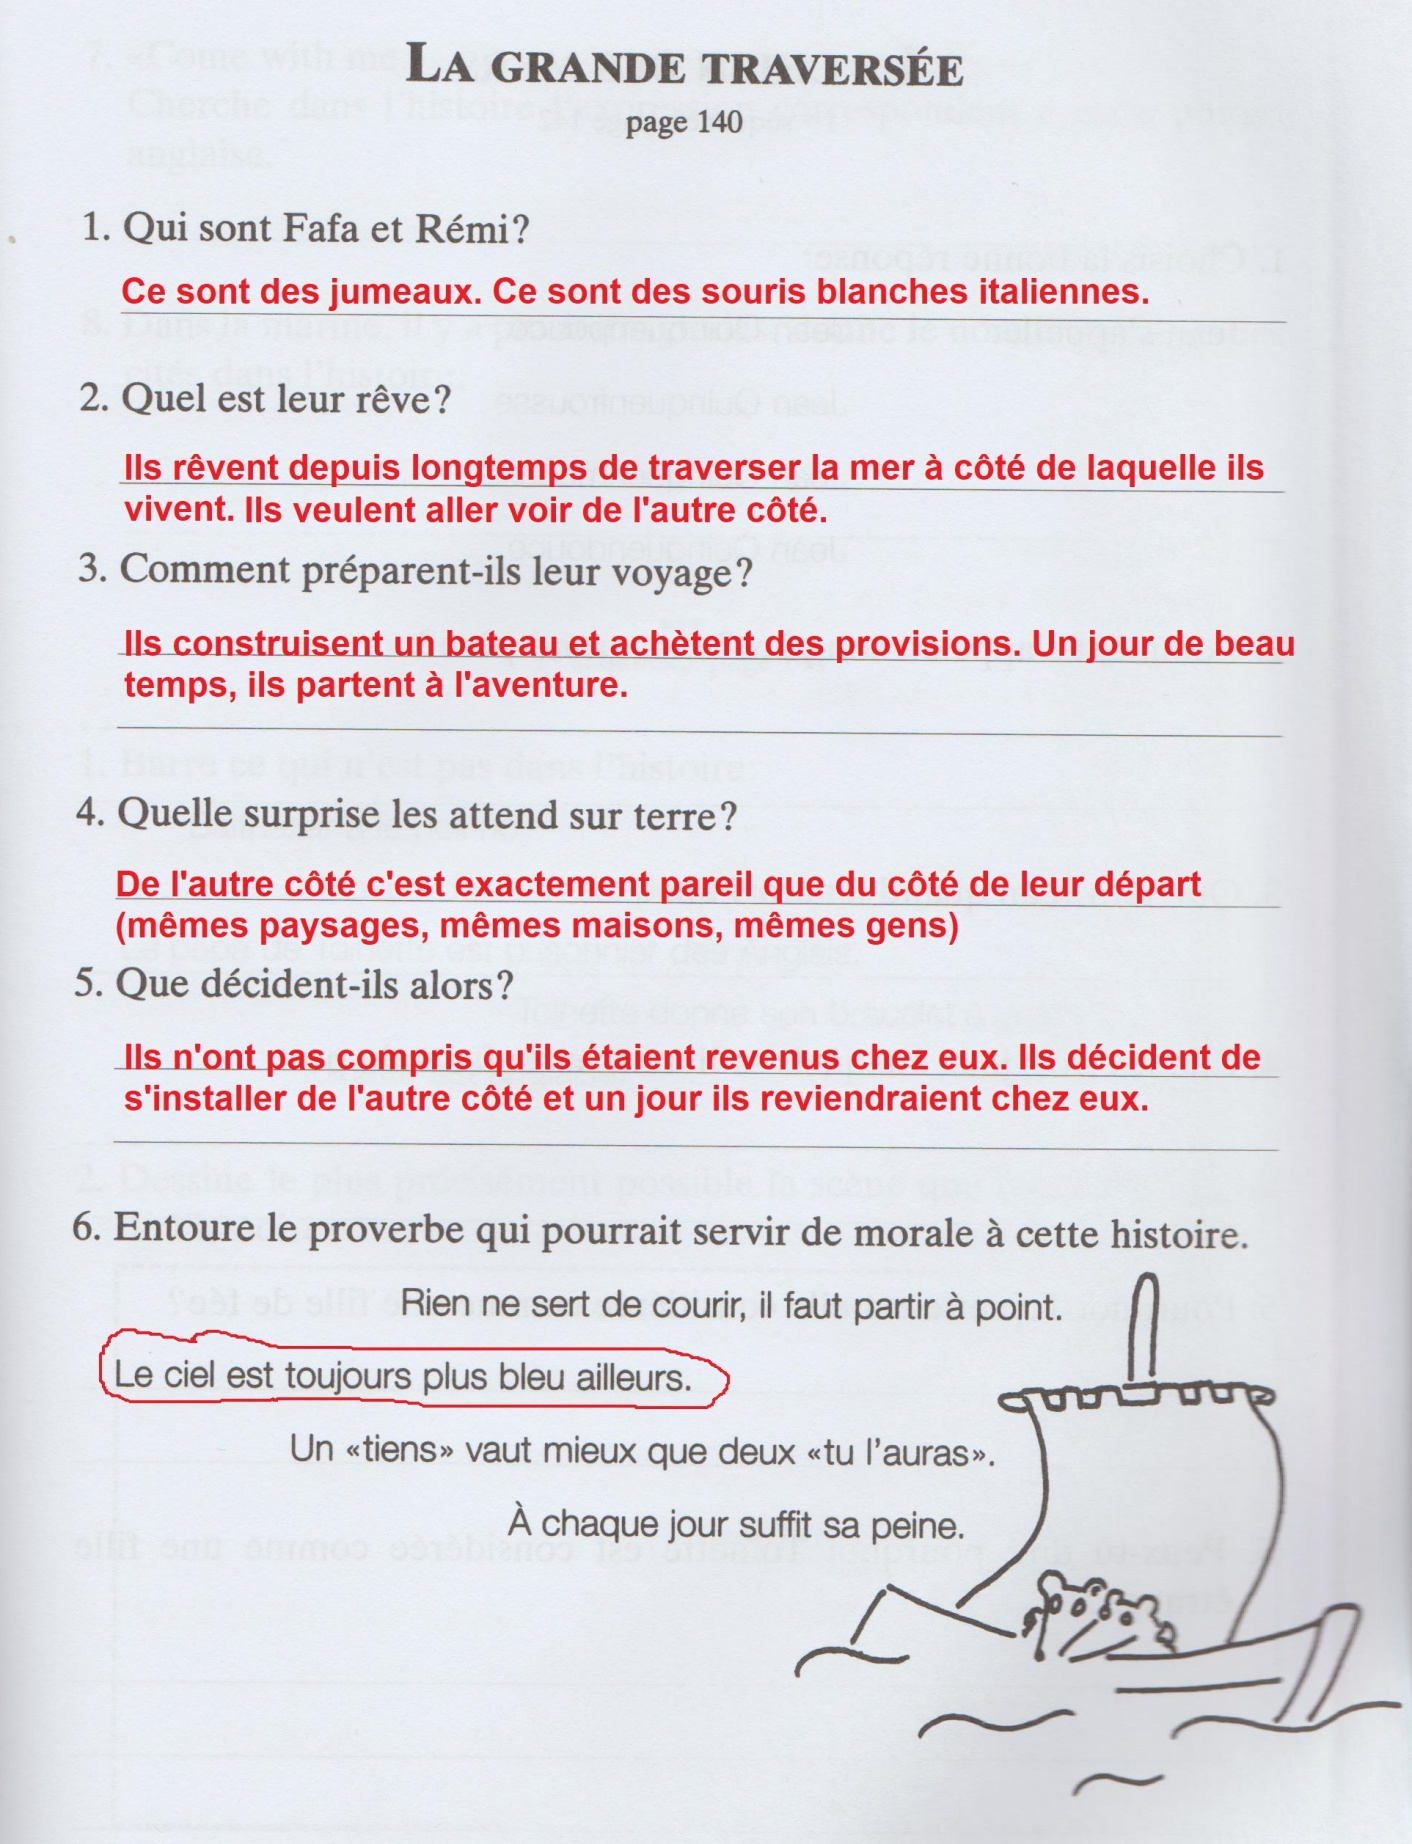 LA GRANDE TRAVERSÉE
page 140
1. Qui sont Fafa et Rémi?
Ce sont des jumeaux. Ce sont des souris blanches italiennes.
2. Quel est leur rêve?
Ils rêvent depuis longtemps de traverser la mer à côté de laquelle ils
vivent. Ils veulent aller voir de l'autre côté.
3. Comment préparent-ils leur voyage?
Ils construisent un bateau et achètent des provisions. Un jour de beau
temps, ils partent à l'aventure.
4. Quelle surprise les attend sur terre?
De l'autre côté c'est exactement pareil que du côté de leur départ
(mêmes paysages, mêmes maisons, mêmes gens)
5. Que décident-ils alors?
Ils n'ont pas compris qu'ils étaient revenus chez eux. Ils décident de
s'installer de l'autre côté et un jour ils reviendraient chez eux.
6. Entoure le proverbe qui pourrait servir de morale à cette histoire.
Rien ne sert de courir, il faut partir à point.
Le ciel est toujours plus bleu ailleurs.
Un «tiens» vaut mieux que deux «tu l'auras».
À chaque jour suffit sa peine.